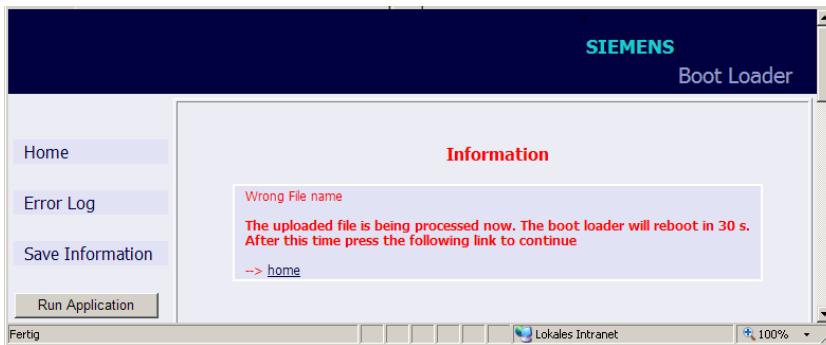 SIEMENS
Boot Loader
Home
Error Log
Save Information
Run Application
Information
Wrong File name
The uploaded file is being processed now. The boot loader will reboot in 30 s.
After this time press the following link to continue
--> home
Fertig
Lokales Intranet
100%